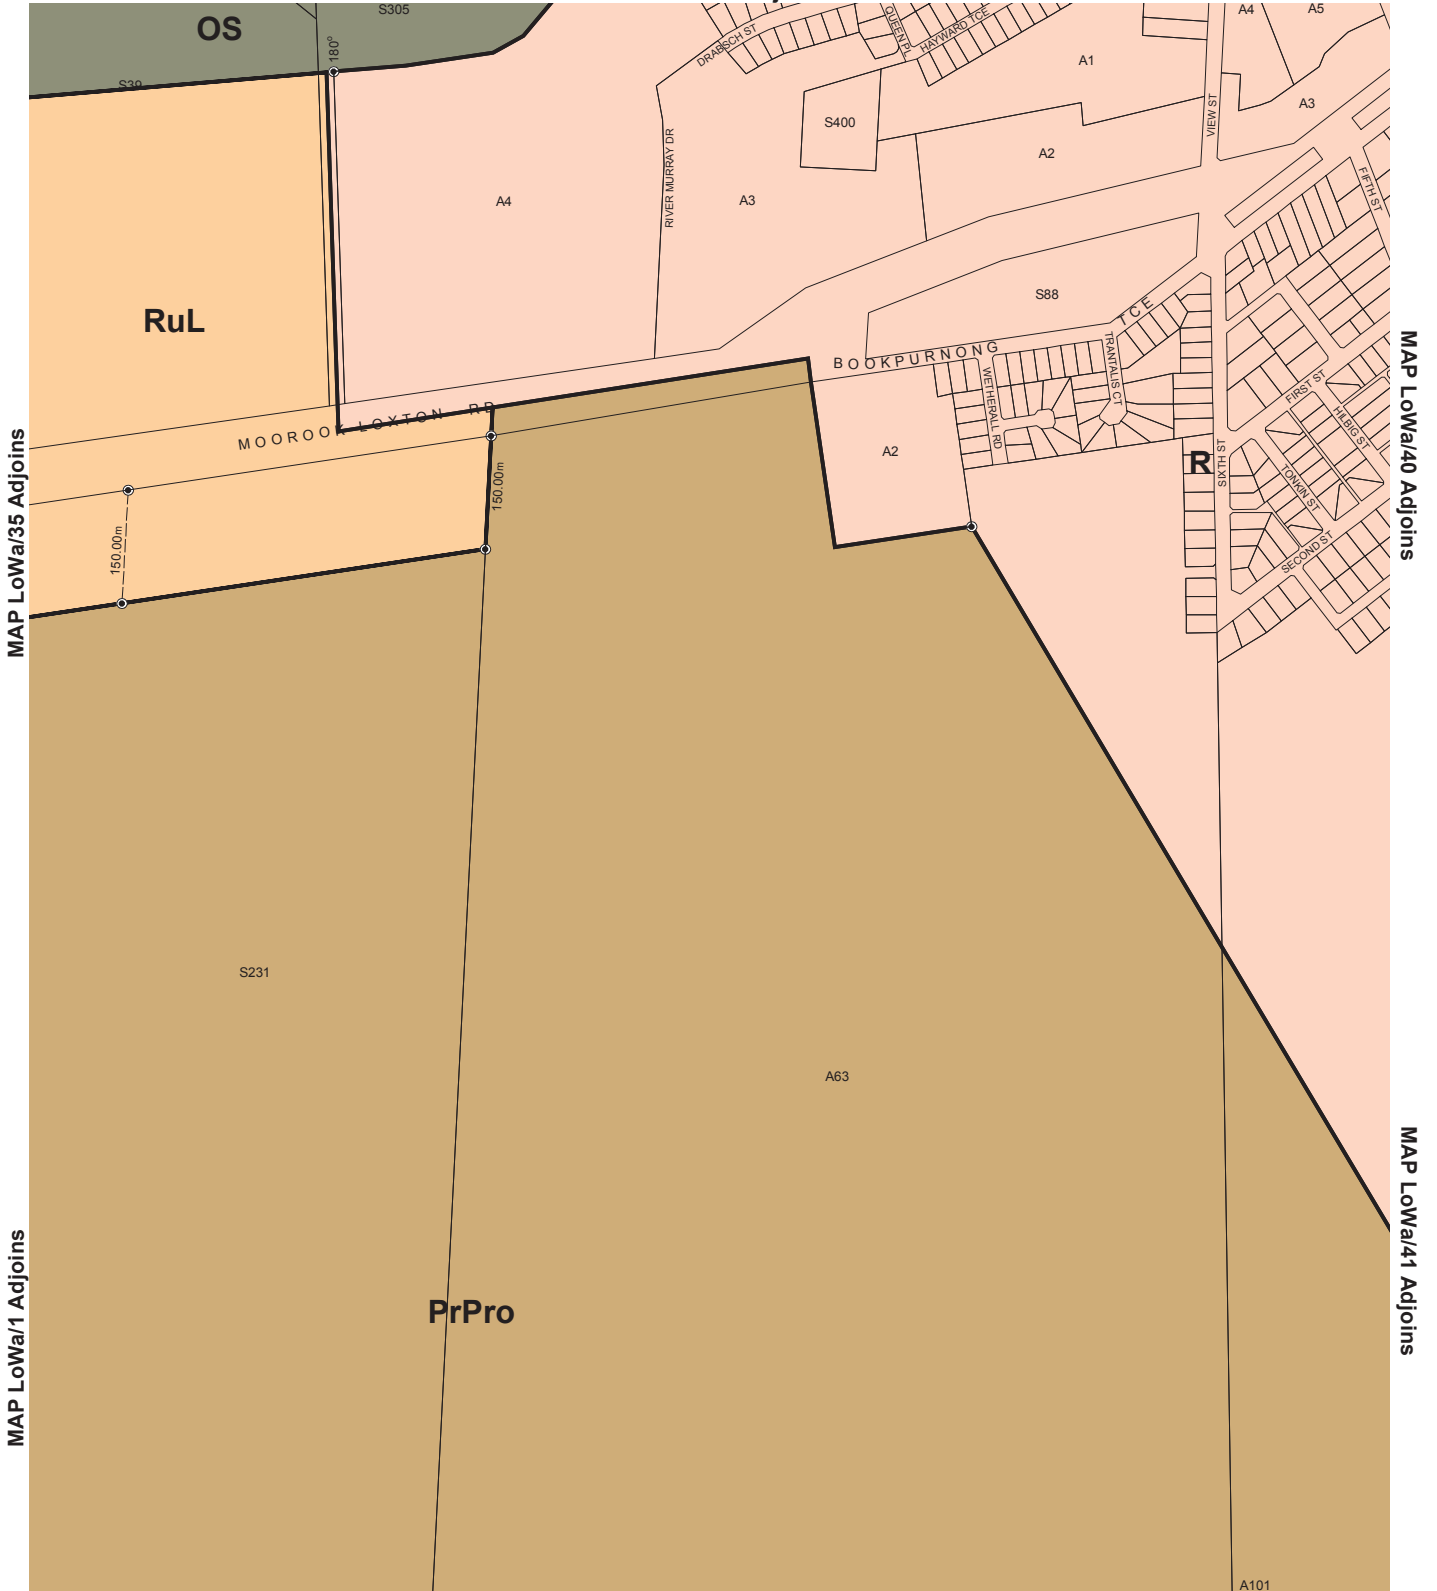 S305
A4
A5
OS
QUEEN PL
HAYWARD TCE
DRABSCH ST
180°
A1
S39
A3
VIEW ST
S400
A2
RIVER MURRAY DR
FIFTH ST
A4
A3
S88
RuL
TCE
BOOKPURNONG
TRANTALIS CT
WETHERALL RD
FIRST ST
HILBIG ST
MOOROOK LOXTON RD
A2
R
SIXTH ST
150.00m
TONKIN ST
SECOND ST
150.00m
MAP LoWa/35 Adjoins
MAP LoWa/40 Adjoins
S231
A63
PrPro
MAP LoWa/1 Adjoins
MAP LoWa/41 Adjoins
A101